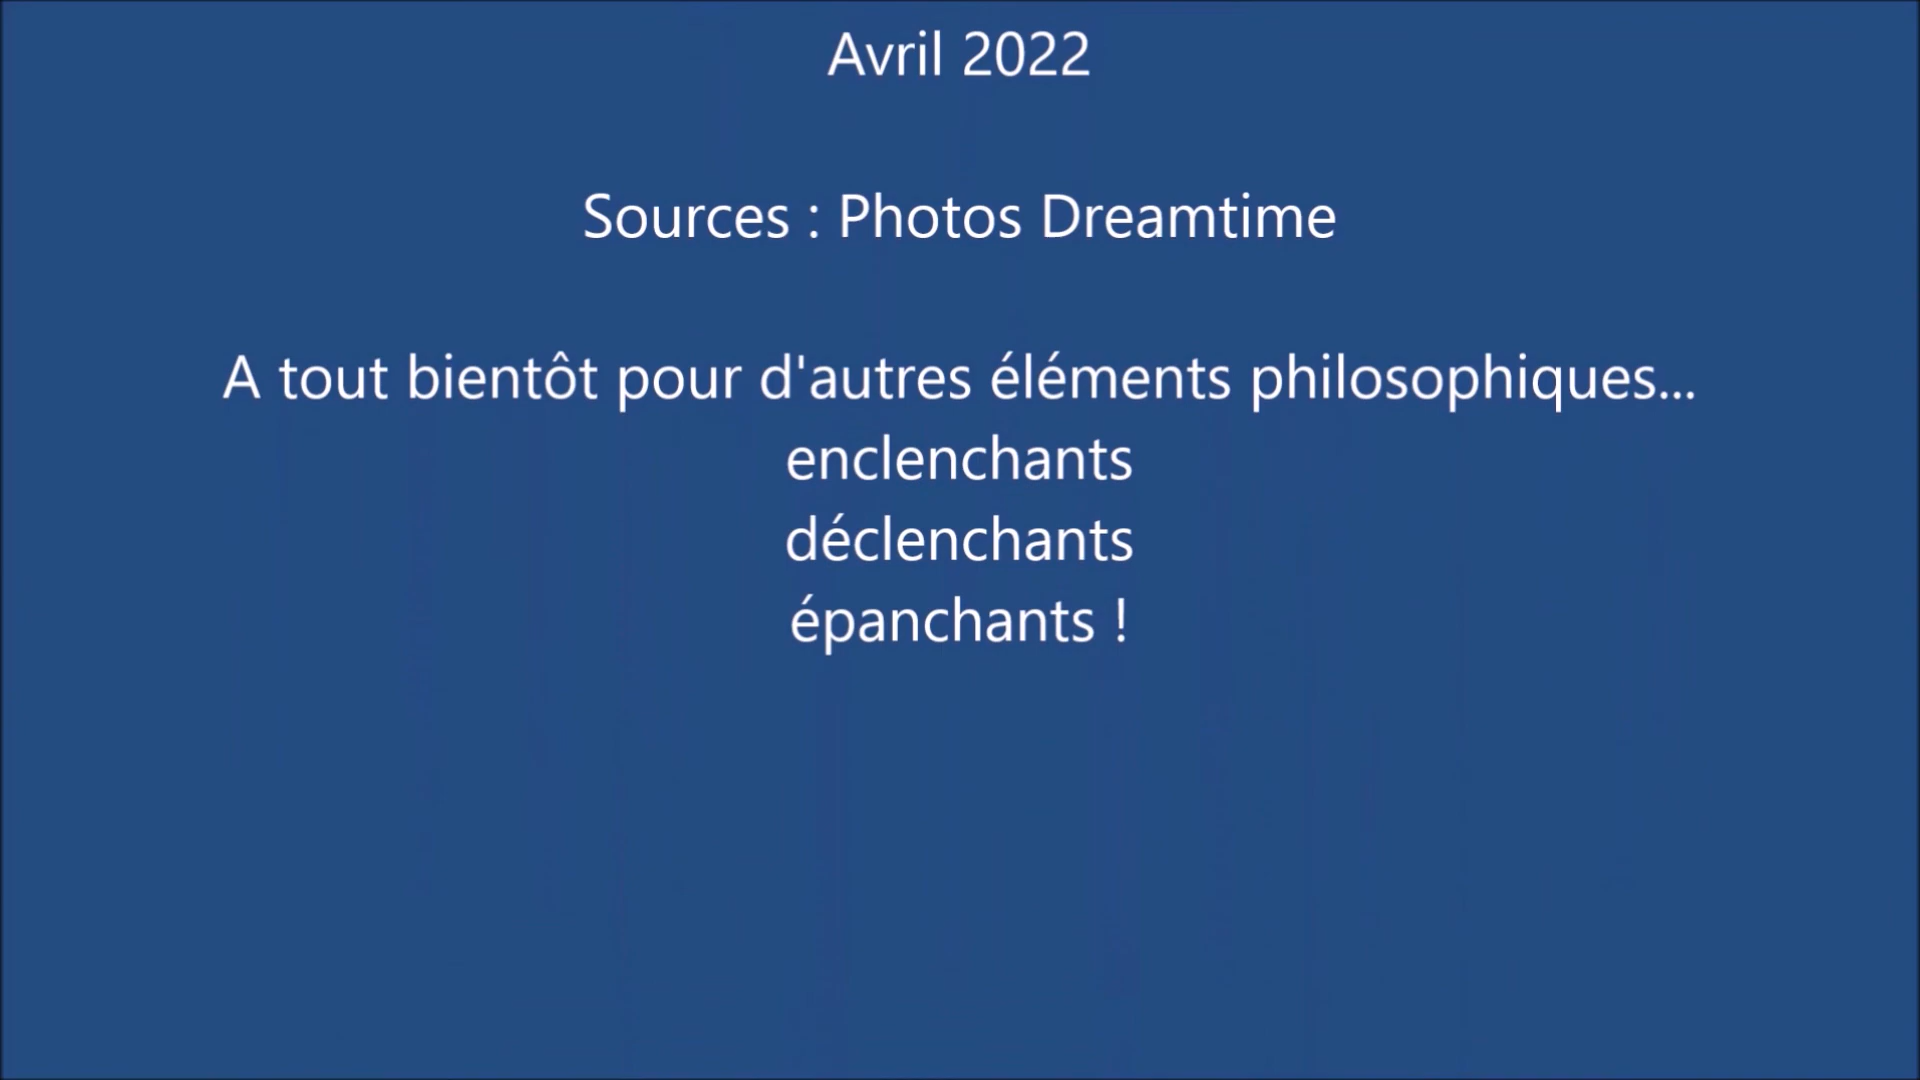 Avril 2022
Sources : Photos Dreamtime
A tout bientôt pour d'autres éléments philosophiques...
enclenchants
déclenchants
épanchants !